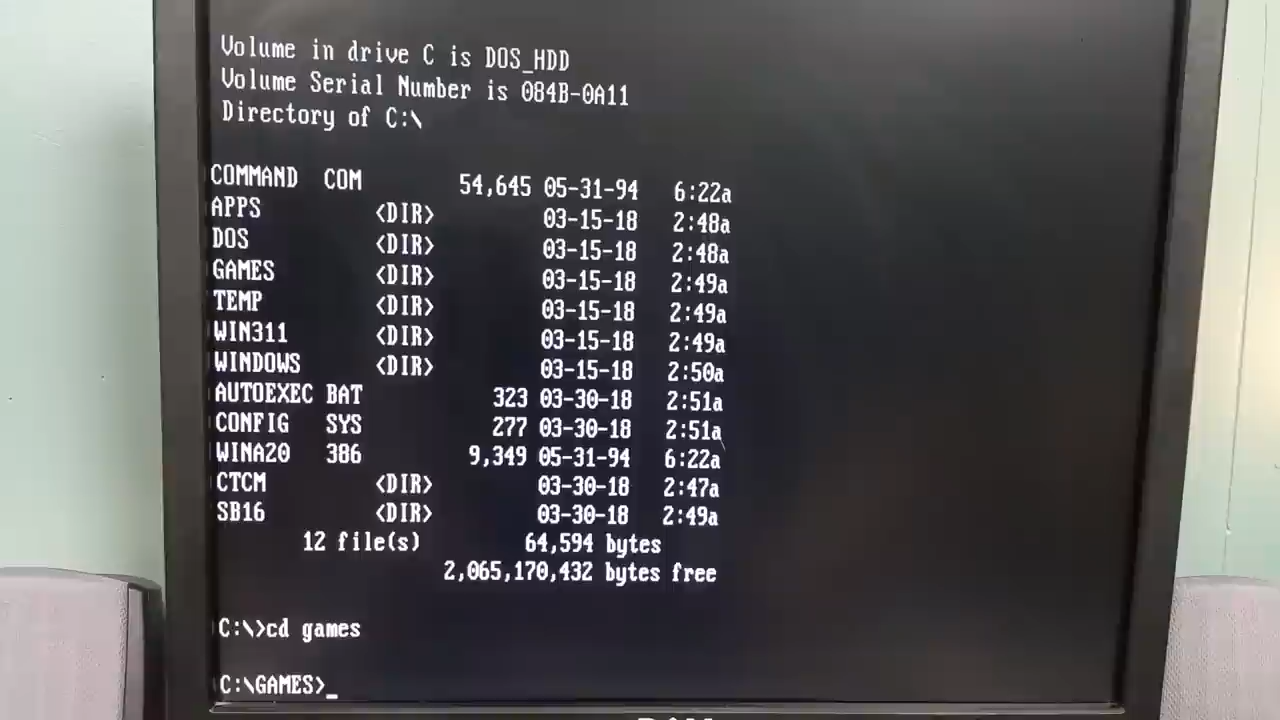 Volume in drive C is DOS_HDD
Volume Serial Number is 084B-0A11
Directory of C:\
COMMAND COM 54,645 05-31-94 6:22a
APPS <DIR> 03-15-18 2:48a
DOS <DIR> 03-15-18 2:48a
GAMES <DIR> 03-15-18 2:49a
TEMP <DIR> 03-15-18 2:49a
WIN311 <DIR> 03-15-18 2:49a
WINDOWS <DIR> 03-15-18 2:50a
AUTOEXEC BAT 323 03-30-18 2:51a
CONFIG SYS 277 03-30-18 2:51a
WINA20 386 9,349 05-31-94 6:22a
CTCM <DIR> 03-30-18 2:47a
SB16 <DIR> 03-30-18 2:49a
12 file(s) 64,594 bytes
2,065,170,432 bytes free
C:\>cd games
C:\GAMES>_